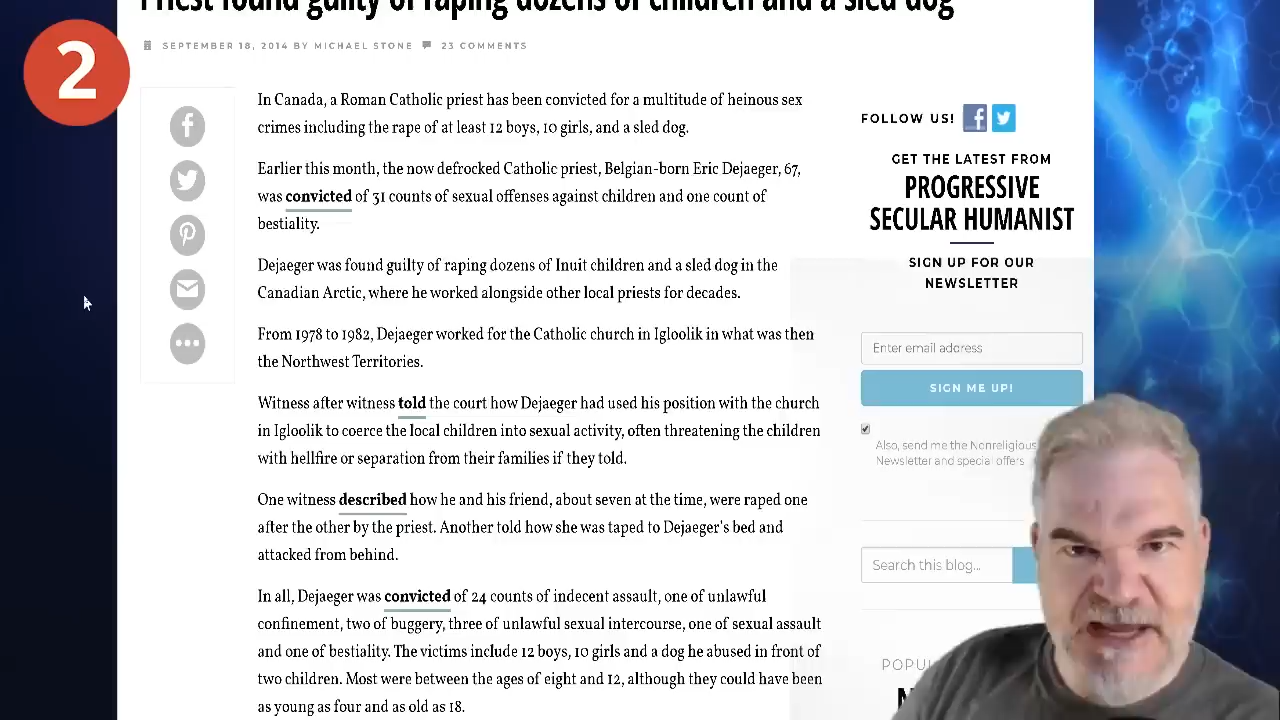 Priest found guilty of raping dozens of children and a sled dog
2
SEPTEMBER 18, 2014 BY MICHAEL STONE 23 COMMENTS
In Canada, a Roman Catholic priest has been convicted for a multitude of heinous sex
crimes including the rape of at least 12 boys, 10 girls, and a sled dog.
Earlier this month, the now defrocked Catholic priest, Belgian-born Eric Dejaeger, 67,
was convicted of 31 counts of sexual offenses against children and one count of
bestiality.
Dejaeger was found guilty of raping dozens of Inuit children and a sled dog in the
Canadian Arctic, where he worked alongside other local priests for decades.
From 1978 to 1982, Dejaeger worked for the Catholic church in Igloolik in what was then
the Northwest Territories.
Witness after witness told the court how Dejaeger had used his position with the church
in Igloolik to coerce the local children into sexual activity, often threatening the children
with hellfire or separation from their families if they told.
One witness described how he and his friend, about seven at the time, were raped one
after the other by the priest. Another told how she was taped to Dejaeger's bed and
attacked from behind.
In all, Dejaeger was convicted of 24 counts of indecent assault, one of unlawful
confinement, two of buggery, three of unlawful sexual intercourse, one of sexual assault
and one of bestiality. The victims include 12 boys, 10 girls and a dog he abused in front of
two children. Most were between the ages of eight and 12, although they could have been
as young as four and as old as 18.
FOLLOW US!
GET THE LATEST FROM
PROGRESSIVE
SECULAR HUMANIST
SIGN UP FOR OUR
NEWSLETTER
Enter email address
SIGN ME UP!
Also, send me the Nonreligious
Newsletter and special offers
Search this blog...